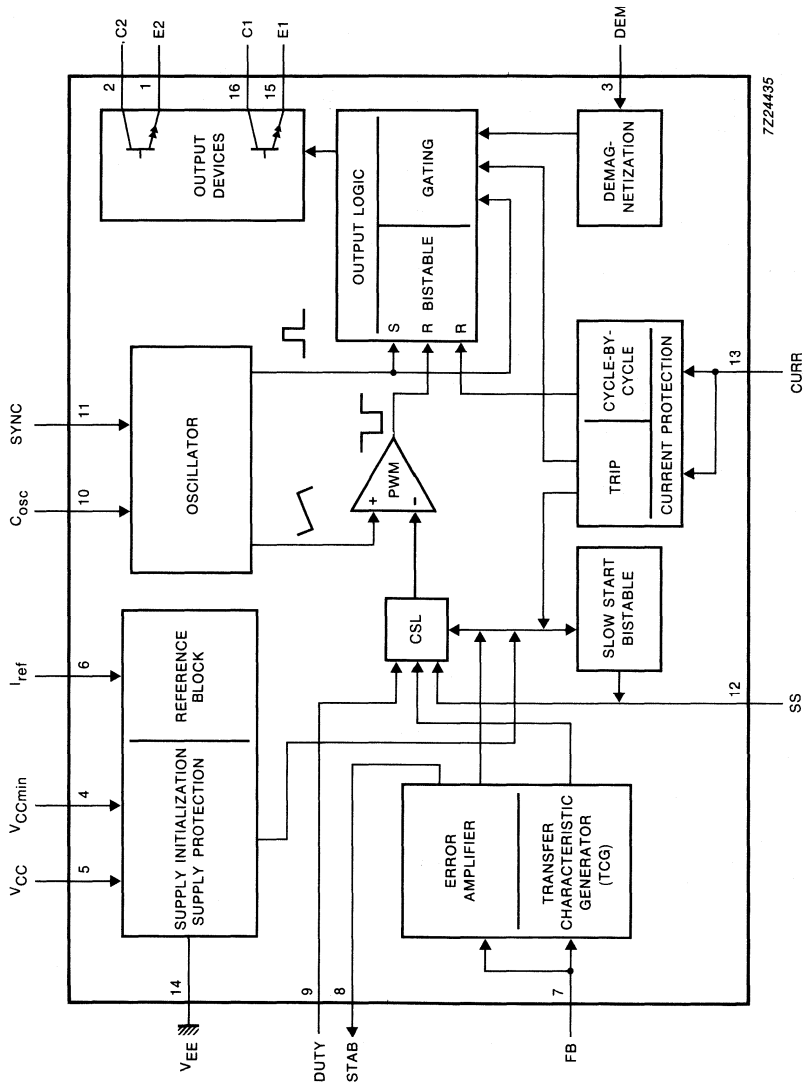 VCC
VCCmin
Iref
Cosc
SYNC
5
4
6
10
11
VEE
14
SUPPLY INITIALIZATION
SUPPLY PROTECTION
REFERENCE
BLOCK
OSCILLATOR
OUTPUT
DEVICES
2
.C2
1
E2
16
C1
15
E1
DUTY
9
STAB
8
FB
7
ERROR
AMPLIFIER
TRANSFER
CHARACTERISTIC
GENERATOR
(TCG)
CSL
+
-
PWM
OUTPUT LOGIC
S
R
R
BISTABLE
GATING
SLOW START
BISTABLE
TRIP
CYCLE-BY-
CYCLE
CURRENT PROTECTION
DEMAG-
NETIZATION
3
DEM
12
SS
13
CURR
7Z24435